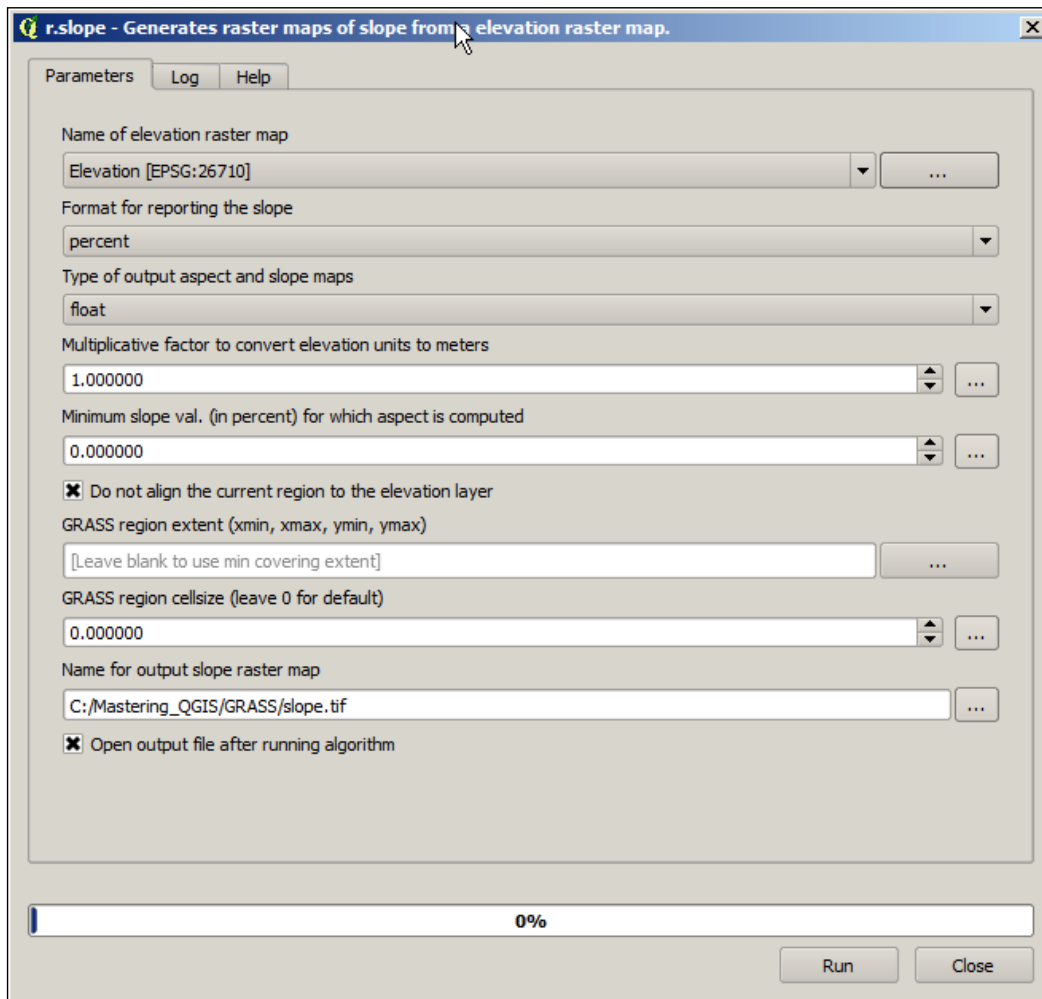 r.slope - Generates raster maps of slope from a elevation raster map.
Parameters
Log
Help
Name of elevation raster map
Elevation [EPSG:26710]
...
Format for reporting the slope
percent
Type of output aspect and slope maps
float
Multiplicative factor to convert elevation units to meters
1.000000
...
Minimum slope val. (in percent) for which aspect is computed
0.000000
...
Do not align the current region to the elevation layer
GRASS region extent (xmin, xmax, ymin, ymax)
[Leave blank to use min covering extent]
...
GRASS region cellsize (leave 0 for default)
0.000000
...
Name for output slope raster map
C:/Mastering_QGIS/GRASS/slope.tif
...
Open output file after running algorithm
0%
Run
Close